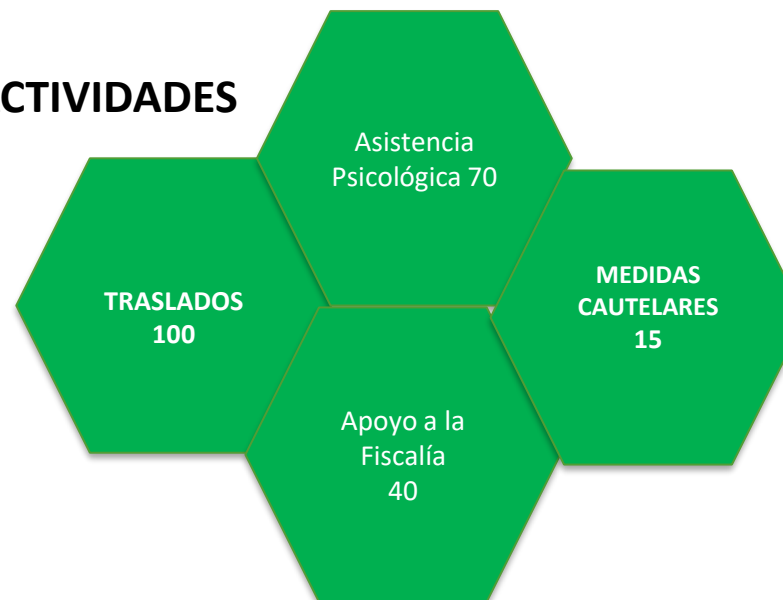 CTIVIDADES
Asistencia
Psicológica 70
TRASLADOS
100
MEDIDAS
CAUTELARES
15
Apoyo a la
Fiscalía
40